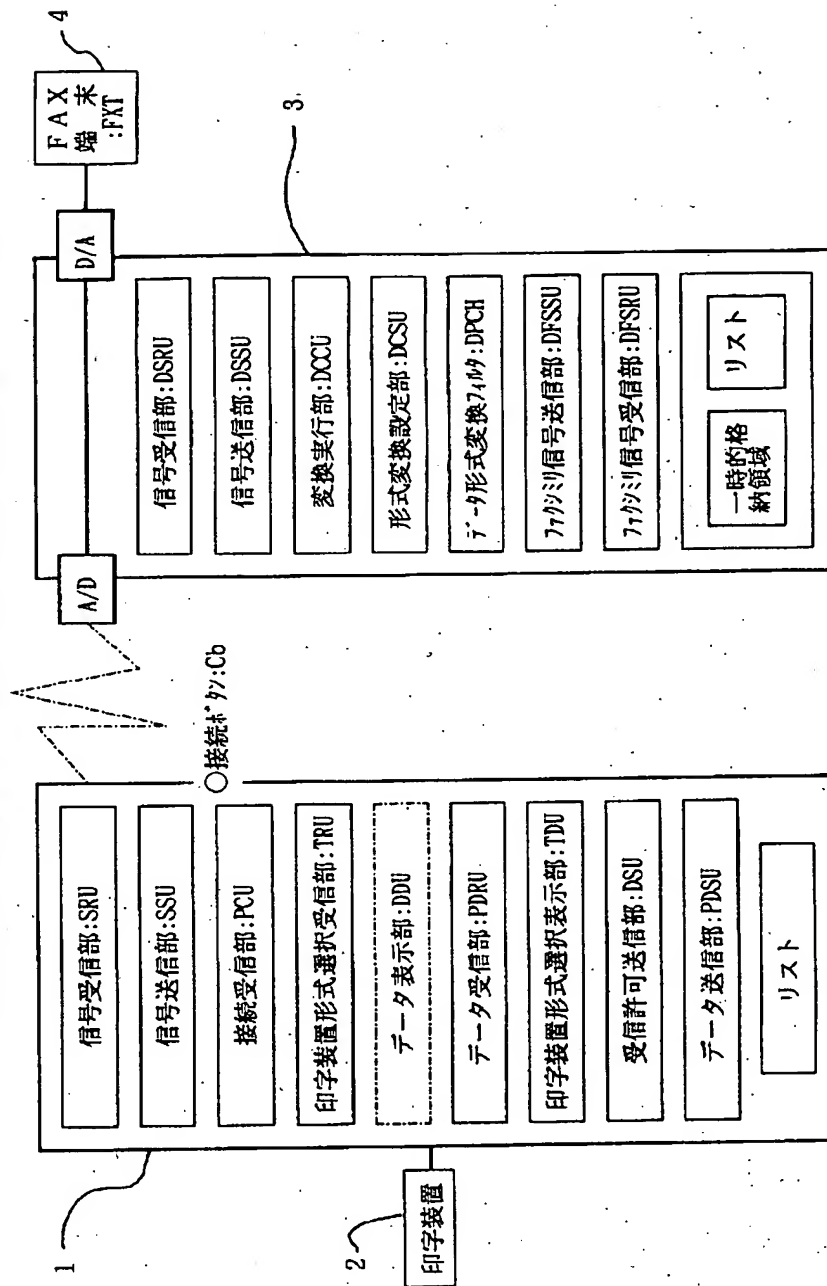 1
信号受信部:SRU
信号送信部:SSU
接続受信部:PCU
印字装置形式選択受信部:TRU
データ表示部:DDU
データ受信部:PDRU
印字装置形式選択表示部:TDU
受信許可送信部:DSU
データ送信部:PDSU
リスト
接続ボタン:Cb
2
印字装置
A/D
D/A
信号受信部:DSRU
信号送信部:DSSU
変換実行部:DCCU
形式変換設定部:DCSU
データ形式変換フィルタ:DPCH
ファクシミリ信号送信部:DFSSU
ファクシミリ信号受信部:DFSRU
一時的格
納領域
リスト
3
FAX
端末
:FXT
4